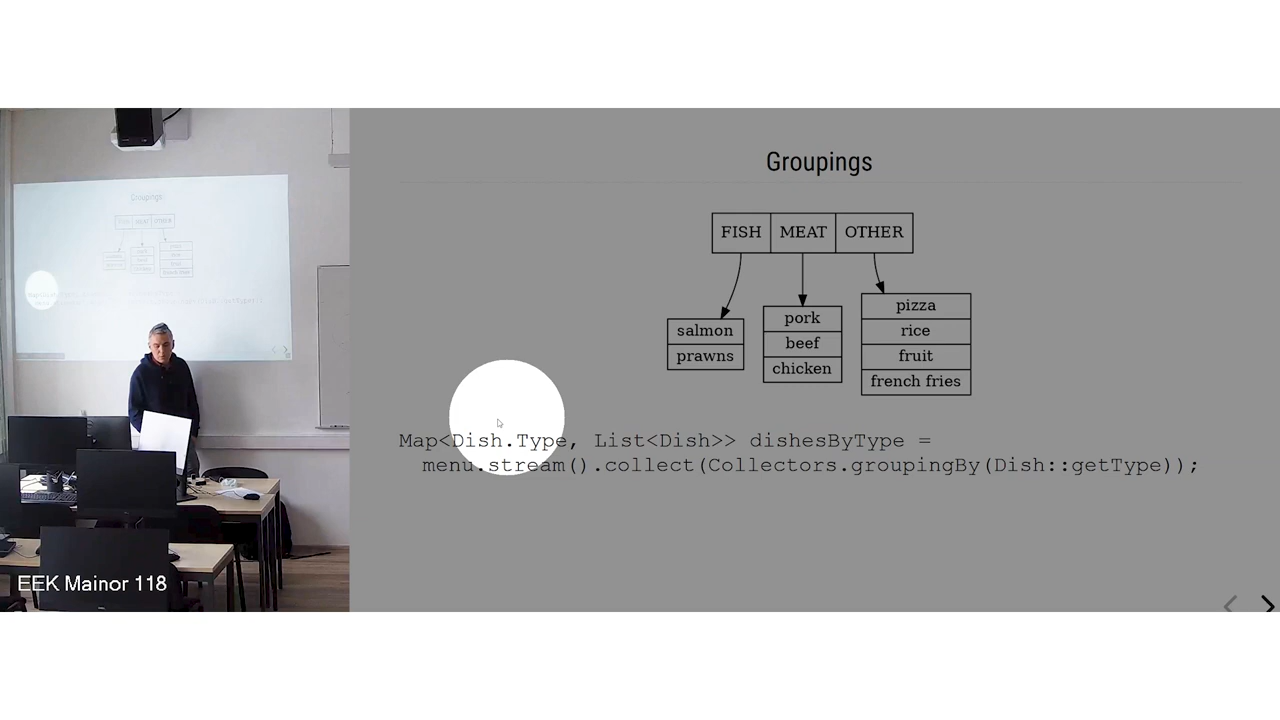 Groupings
FISH MEAT OTHER
salmon
prawns
pork
beef
chicken
pizza
rice
fruit
french fries
Map<Dish.Type, List<Dish>> dishesByType =
menu.stream().collect(Collectors.groupingBy(Dish::getType));
Groupings
EEK Mainor 118